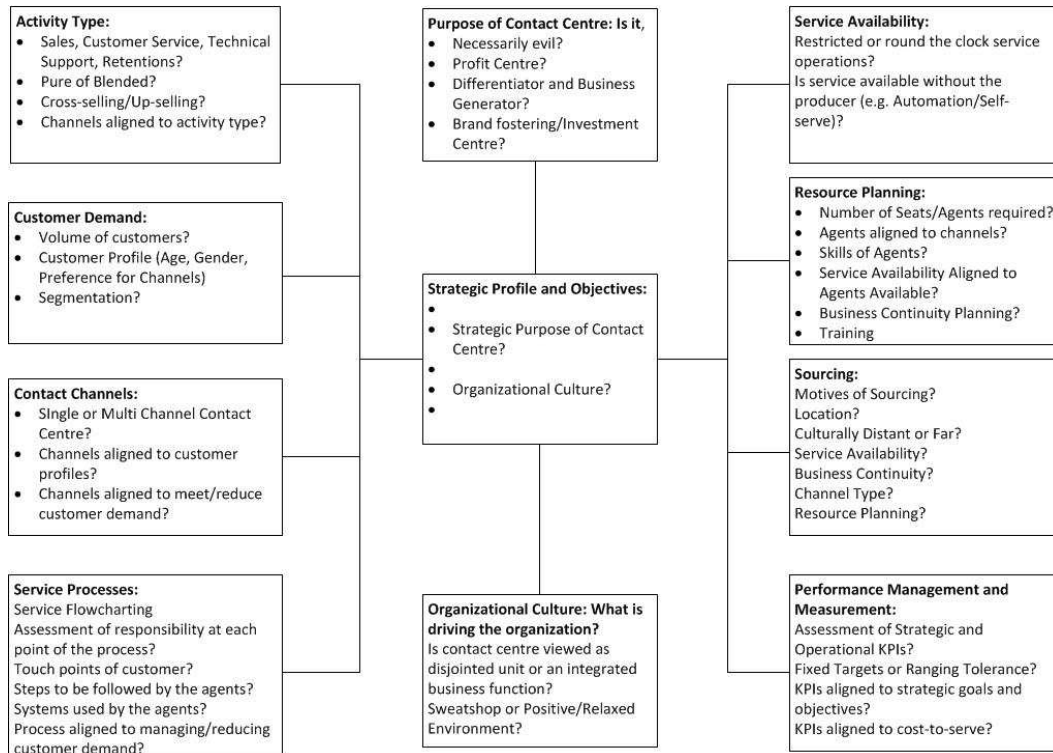 Activity Type:
• Sales, Customer Service, Technical
Support, Retentions?
• Pure of Blended?
• Cross-selling/Up-selling?
• Channels aligned to activity type?
Customer Demand:
• Volume of customers?
• Customer Profile (Age, Gender,
Preference for Channels)
• Segmentation?
Contact Channels:
• SIngle or Multi Channel Contact
Centre?
• Channels aligned to customer
profiles?
• Channels aligned to meet/reduce
customer demand?
Service Processes:
Service Flowcharting
Assessment of responsibility at each
point of the process?
Touch points of customer?
Steps to be followed by the agents?
Systems used by the agents?
Process aligned to managing/reducing
customer demand?
Purpose of Contact Centre: Is it,
• Necessarily evil?
• Profit Centre?
• Differentiator and Business
Generator?
• Brand fostering/Investment
Centre?
Strategic Profile and Objectives:
•
• Strategic Purpose of Contact
Centre?
•
• Organizational Culture?
•
Organizational Culture: What is
driving the organization?
Is contact centre viewed as
disjointed unit or an integrated
business function?
Sweatshop or Positive/Relaxed
Environment?
Service Availability:
Restricted or round the clock service
operations?
Is service available without the
producer (e.g. Automation/Self-
serve)?
Resource Planning:
• Number of Seats/Agents required?
• Agents aligned to channels?
• Skills of Agents?
• Service Availability Aligned to
Agents Available?
• Business Continuity Planning?
• Training
Sourcing:
Motives of Sourcing?
Location?
Culturally Distant or Far?
Service Availability?
Business Continuity?
Channel Type?
Resource Planning?
Performance Management and
Measurement:
Assessment of Strategic and
Operational KPIs?
Fixed Targets or Ranging Tolerance?
KPIs aligned to strategic goals and
objectives?
KPIs aligned to cost-to-serve?